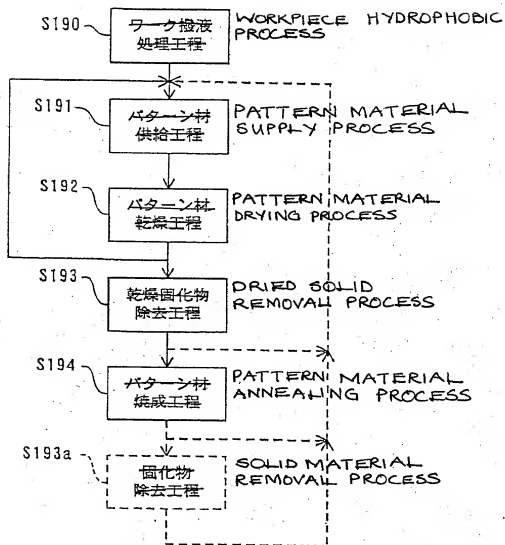 S190
ワーク撥液
処理工程
WORKPIECE HYDROPHOBIC
PROCESS
S191
パターン材
供給工程
PATTERN MATERIAL
SUPPLY PROCESS
S192
パターン材
乾燥工程
PATTERN MATERIAL
DRYING PROCESS
S193
乾燥固化物
除去工程
DRIED SOLID
REMOVAL PROCESS
S194
パターン材
焼成工程
PATTERN MATERIAL
ANNEALING PROCESS
S193a
固化物
除去工程
SOLID MATERIAL
REMOVAL PROCESS